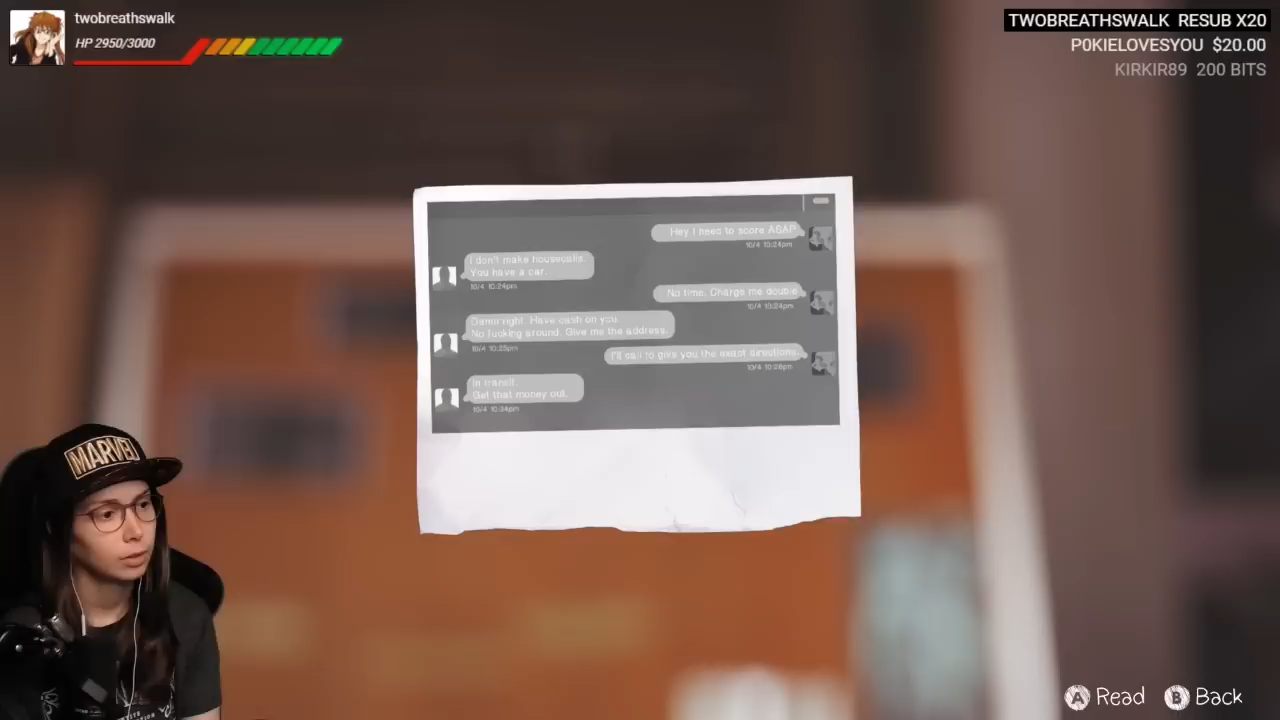 twobreathswalk
HP 2950/3000
TWOBREATHSWALK RESUB X20
P0KIELOVESYOU $20.00
KIRKIR89 200 BITS
Hey I need to score ASAP
10/4 10:24pm
I don't make housecalls.
You have a car.
10/4 10:24pm
No time. Charge me double
10/4 10:24pm
Damn right. Have cash on you.
No fucking around. Give me the address.
10/4 10:25pm
I'll call to give you the exact directions.
10/4 10:26pm
In transit.
Get that money out.
10/4 10:34pm
MARVEL
A Read B Back